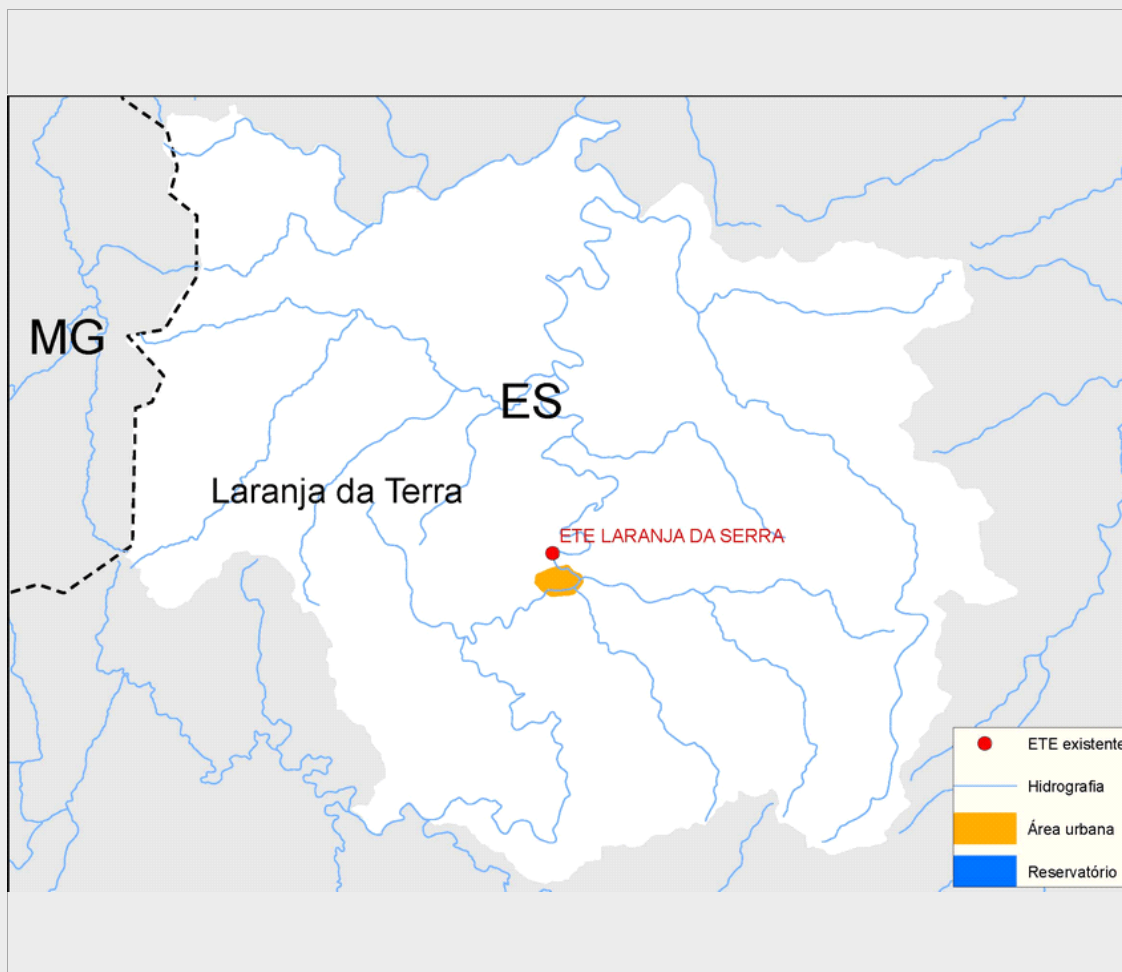 MG
ES
Laranja da Terra
ETE LARANJA DA SERRA
ETE existente
Hidrografia
Área urbana
Reservatório